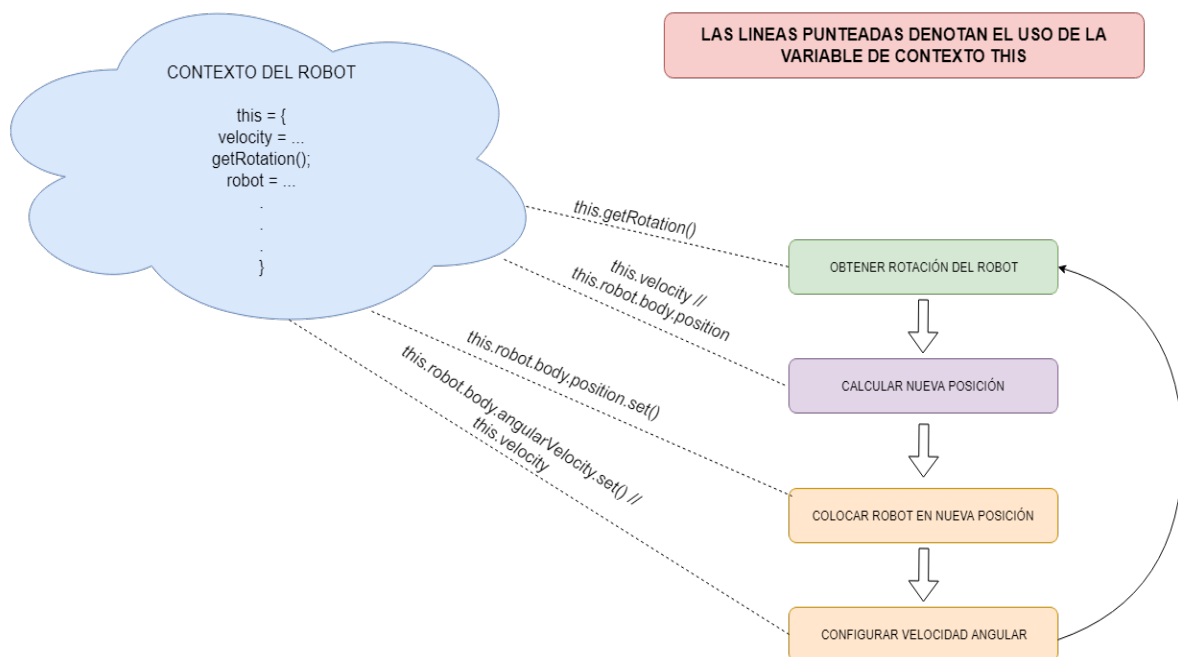 LAS LINEAS PUNTEADAS DENOTAN EL USO DE LA
VARIABLE DE CONTEXTO THIS
CONTEXTO DEL ROBOT
this = {
velocity = ...
getRotation();
robot = ...
.
.
.
}
this.getRotation()
this.velocity //
this.robot.body.position
this.robot.body.position.set()
this.robot.body.angularVelocity.set() //
this.velocity
OBTENER ROTACIÓN DEL ROBOT
CALCULAR NUEVA POSICIÓN
COLOCAR ROBOT EN NUEVA POSICIÓN
CONFIGURAR VELOCIDAD ANGULAR